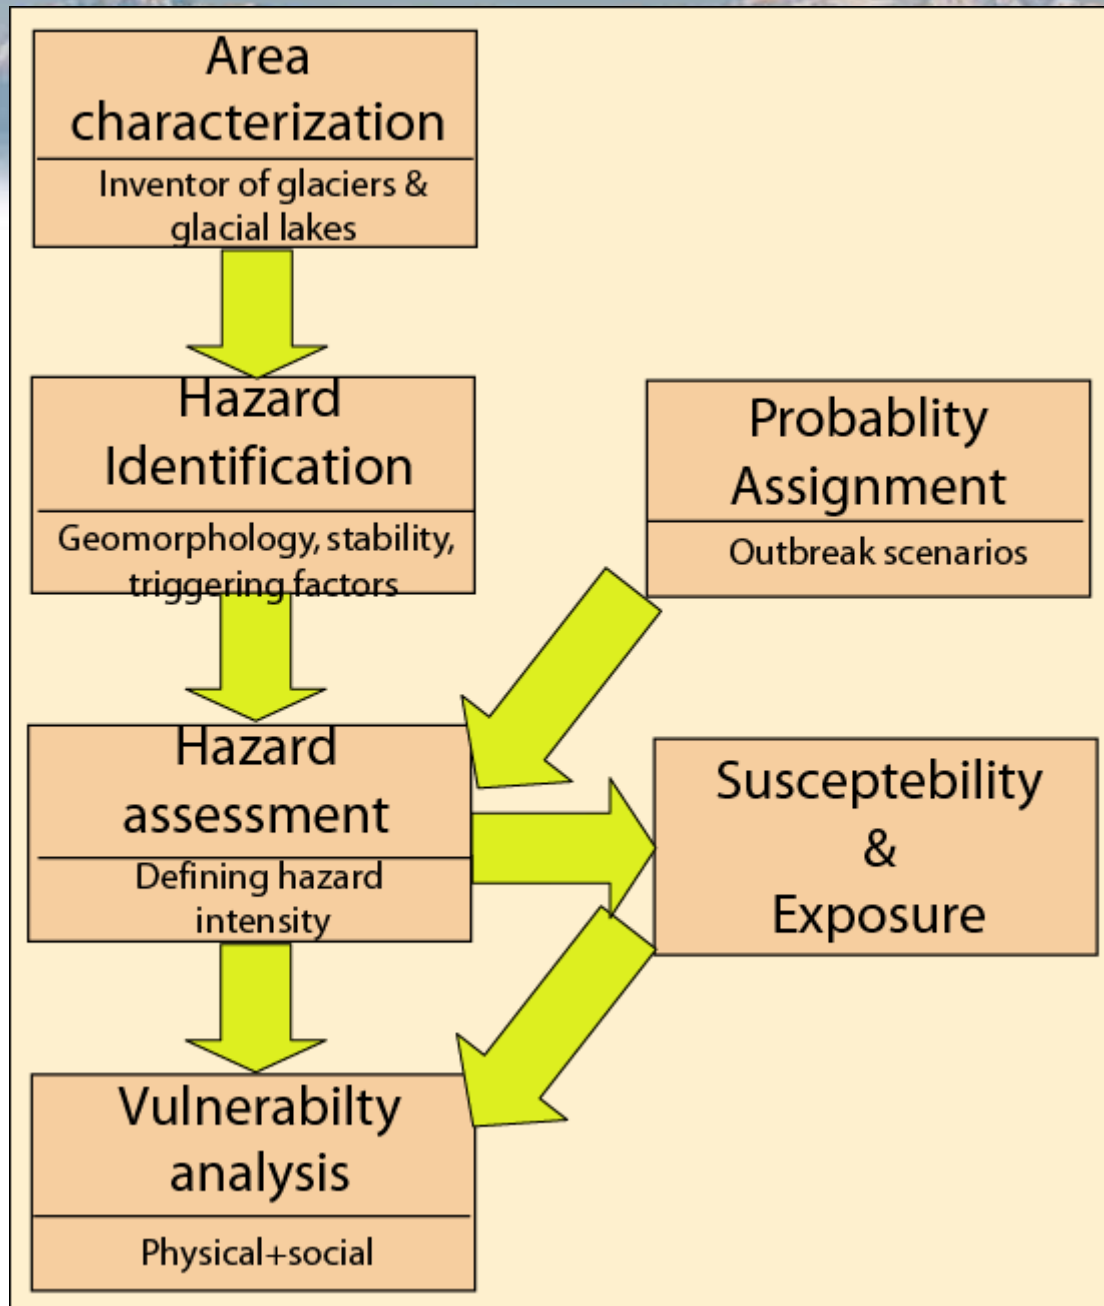 Area
characterization
Inventor of glaciers &
glacial lakes
Hazard
Identification
Geomorphology, stability,
triggering factors
Probablity
Assignment
Outbreak scenarios
Hazard
assessment
Defining hazard
intensity
Susceptebility
&
Exposure
Vulnerabilty
analysis
Physical+social